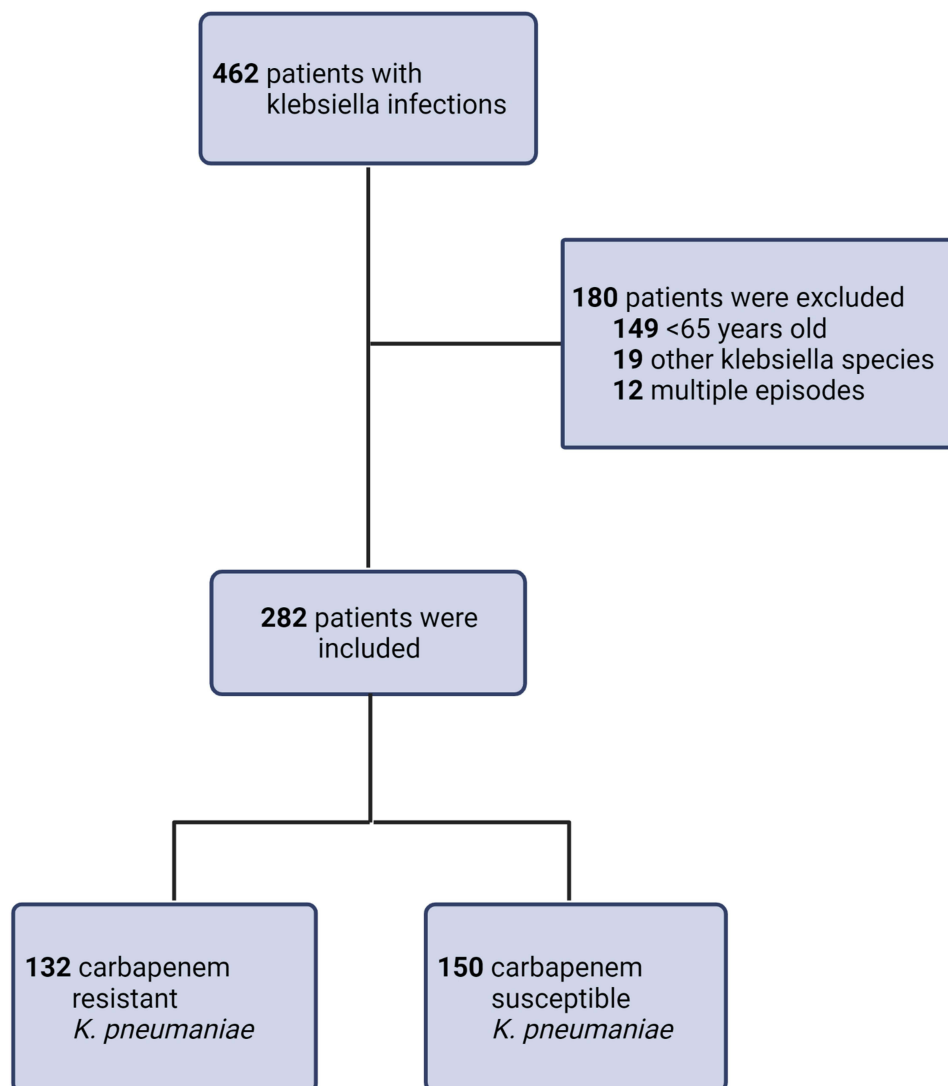 462 patients with
klebsiella infections
180 patients were excluded
149 <65 years old
19 other klebsiella species
12 multiple episodes
282 patients were
included
132 carbapenem
resistant
K. pneumaniae
150 carbapenem
susceptible
K. pneumaniae